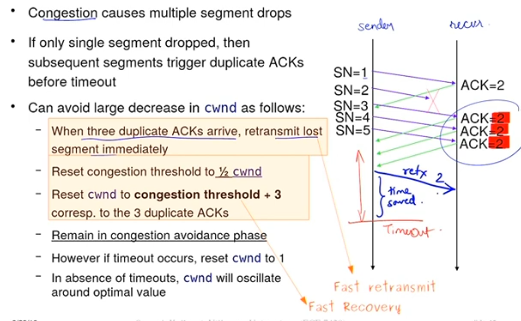 sender
recvr.
• Congestion causes multiple segment drops
• If only single segment dropped, then
subsequent segments trigger duplicate ACKs
before timeout
• Can avoid large decrease in cwnd as follows:
– When three duplicate ACKs arrive, retransmit lost
segment immediately
– Reset congestion threshold to ½ cwnd
– Reset cwnd to congestion threshold + 3
corresp. to the 3 duplicate ACKs
– Remain in congestion avoidance phase
– However if timeout occurs, reset cwnd to 1
– In absence of timeouts, cwnd will oscillate
around optimal value
SN=1
SN=2
SN=3
SN=4
SN=5
ACK=2
ACK=2
ACK=2
ACK=2
retx 2
time
saved.
Timeout.
Fast retransmit
Fast Recovery